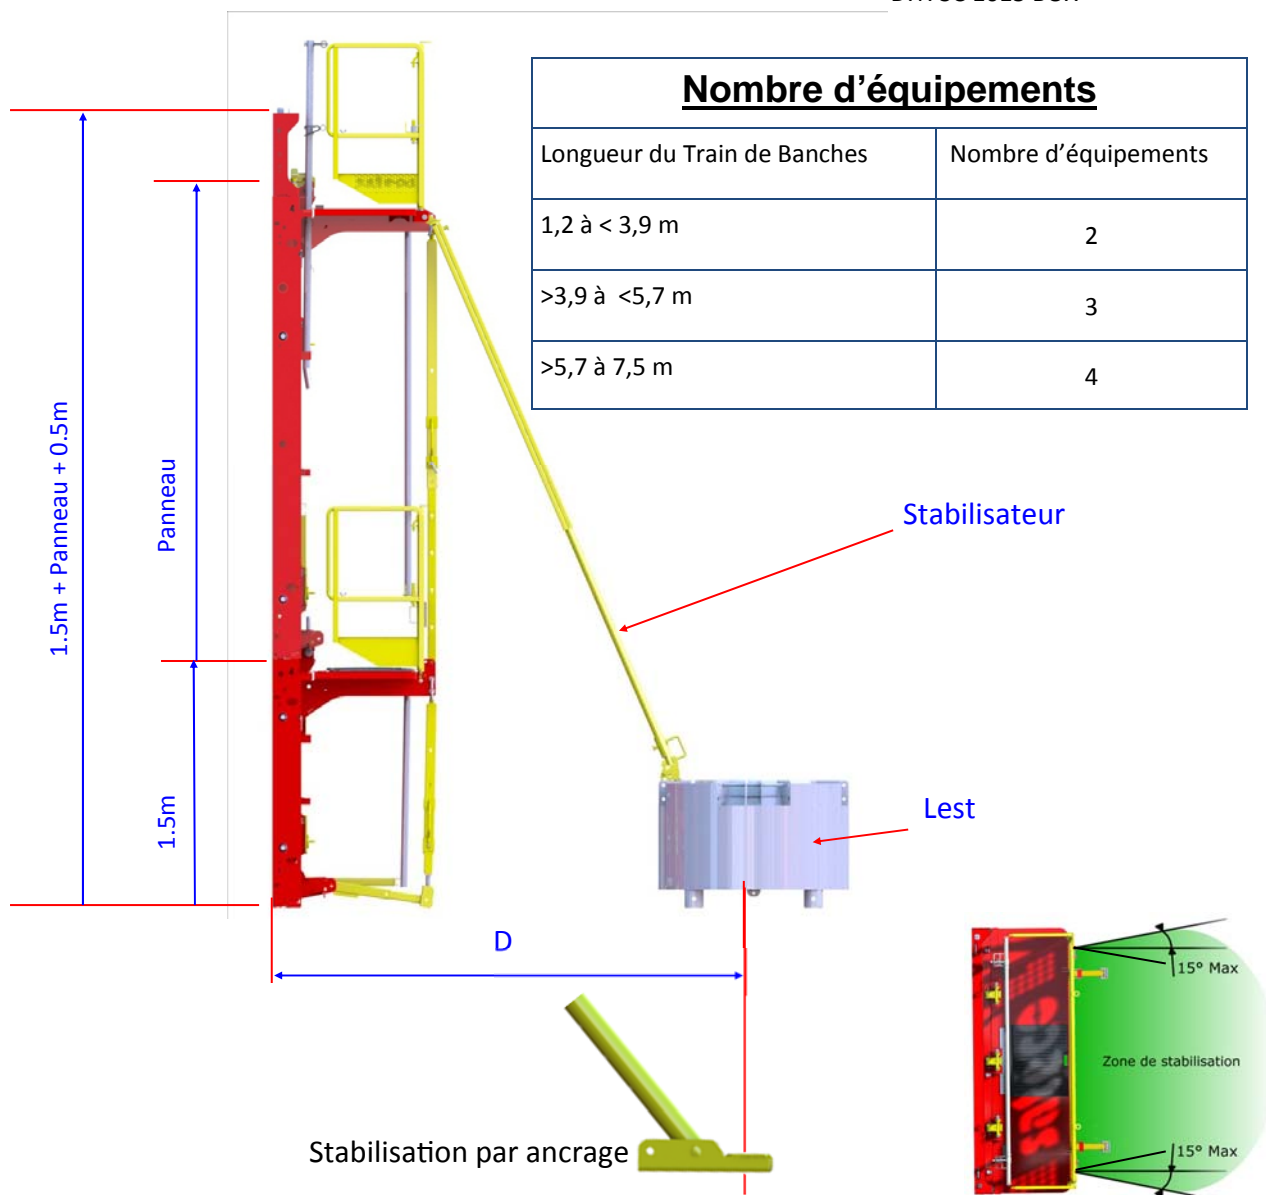 Nombre d’équipements
Longueur du Train de Banches
Nombre d’équipements
1,2 à < 3,9 m
2
>3,9 à <5,7 m
3
>5,7 à 7,5 m
4
1.5m + Panneau + 0.5m
Panneau
1.5m
Stabilisateur
Lest
D
15° Max
Zone de stabilisation
15° Max
Stabilisation par ancrage